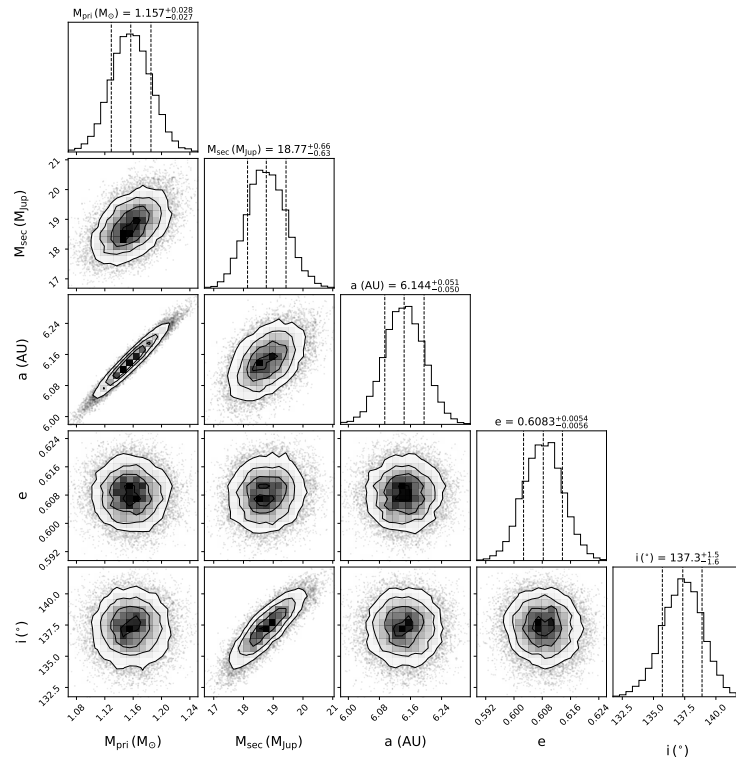 M_pri (M_⊙) = 1.157^{+0.028}_{-0.027}
M_sec (M_Jup) = 18.77^{+0.66}_{-0.63}
a (AU) = 6.144^{+0.051}_{-0.050}
e = 0.6083^{+0.0054}_{-0.0056}
i (°) = 137.3^{+1.5}_{-1.6}
M_sec (M_Jup)
21
20
19
18
17
a (AU)
6.24
6.16
6.08
6.00
e
0.624
0.616
0.608
0.600
0.592
i (°)
140.0
137.5
135.0
132.5
1.08 1.12 1.16 1.20 1.24
17 18 19 20 21
6.00 6.08 6.16 6.24
0.592 0.600 0.608 0.616 0.624
132.5 135.0 137.5 140.0
M_pri (M_⊙)
M_sec (M_Jup)
a (AU)
e
i (°)